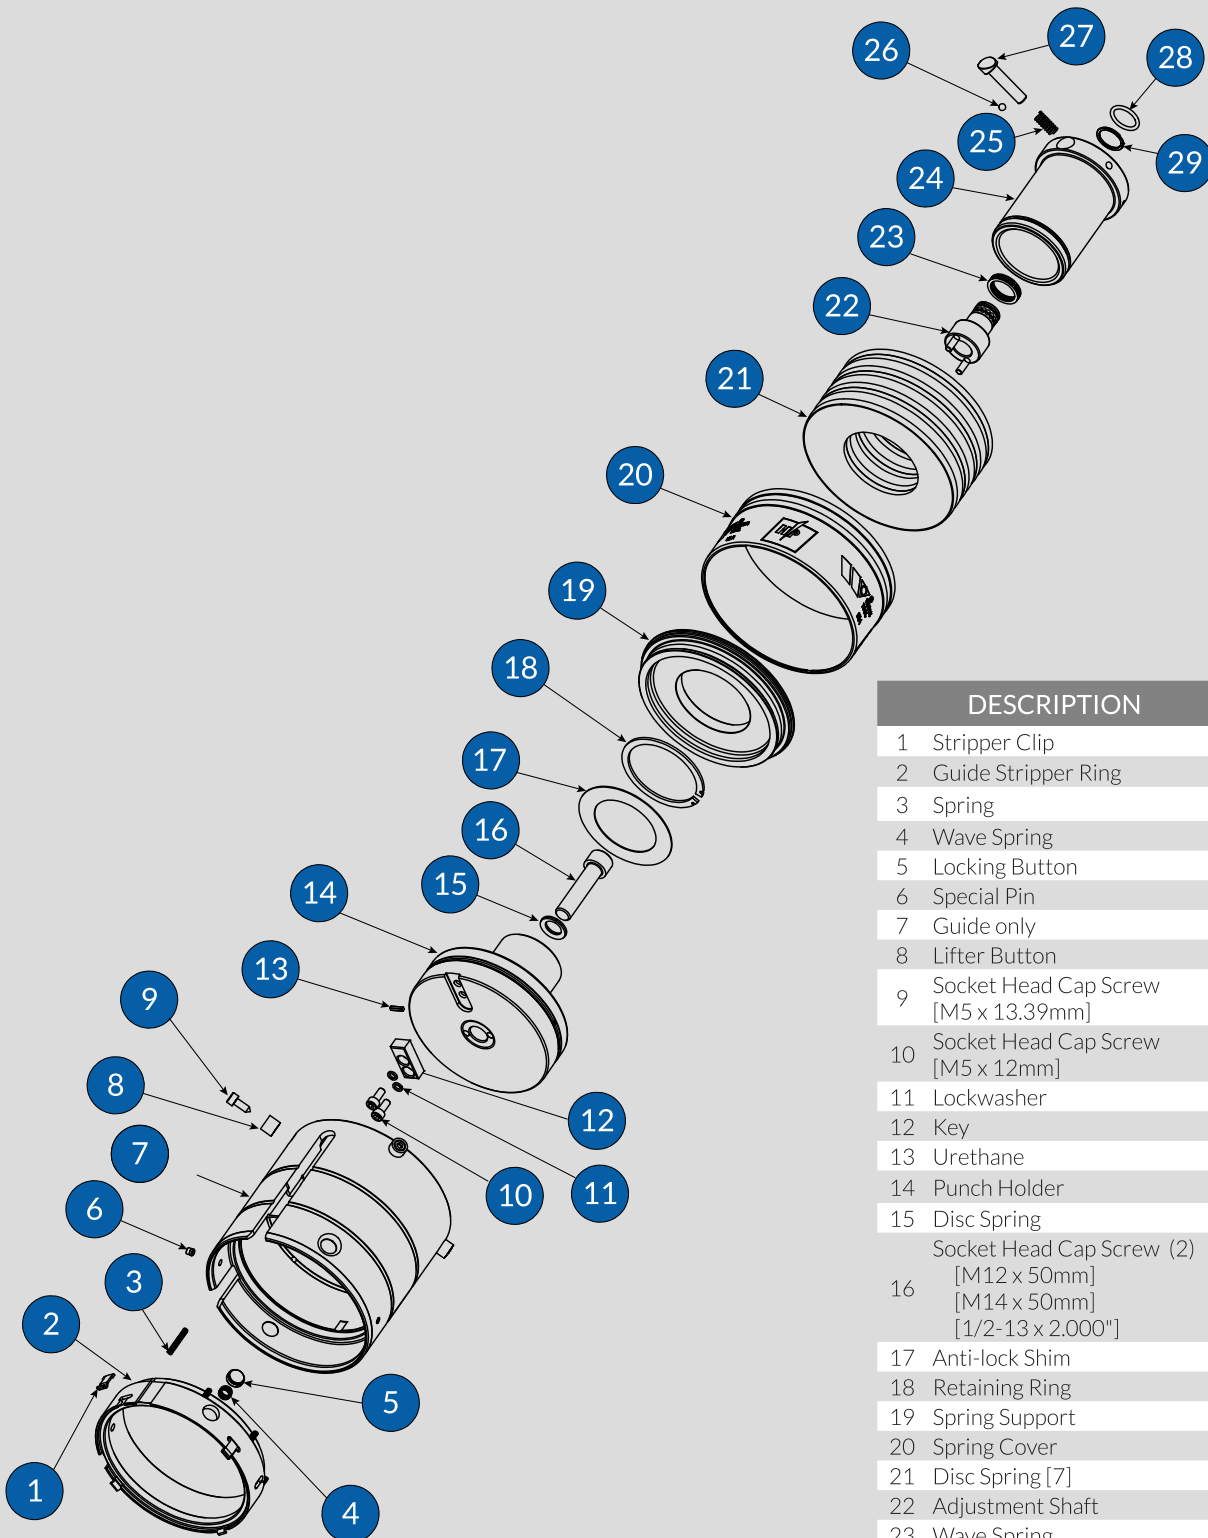 26
27
28
25
29
24
23
22
21
20
19
18
17
16
15
14
13
9
8
12
7
11
10
6
3
2
5
1
4
DESCRIPTION
1 Stripper Clip
2 Guide Stripper Ring
3 Spring
4 Wave Spring
5 Locking Button
6 Special Pin
7 Guide only
8 Lifter Button
9 Socket Head Cap Screw
[M5 x 13.39mm]
10 Socket Head Cap Screw
[M5 x 12mm]
11 Lockwasher
12 Key
13 Urethane
14 Punch Holder
15 Disc Spring
16 Socket Head Cap Screw (2)
[M12 x 50mm]
[M14 x 50mm]
[1/2-13 x 2.000"]
17 Anti-lock Shim
18 Retaining Ring
19 Spring Support
20 Spring Cover
21 Disc Spring [7]
22 Adjustment Shaft
23 Wave Spring